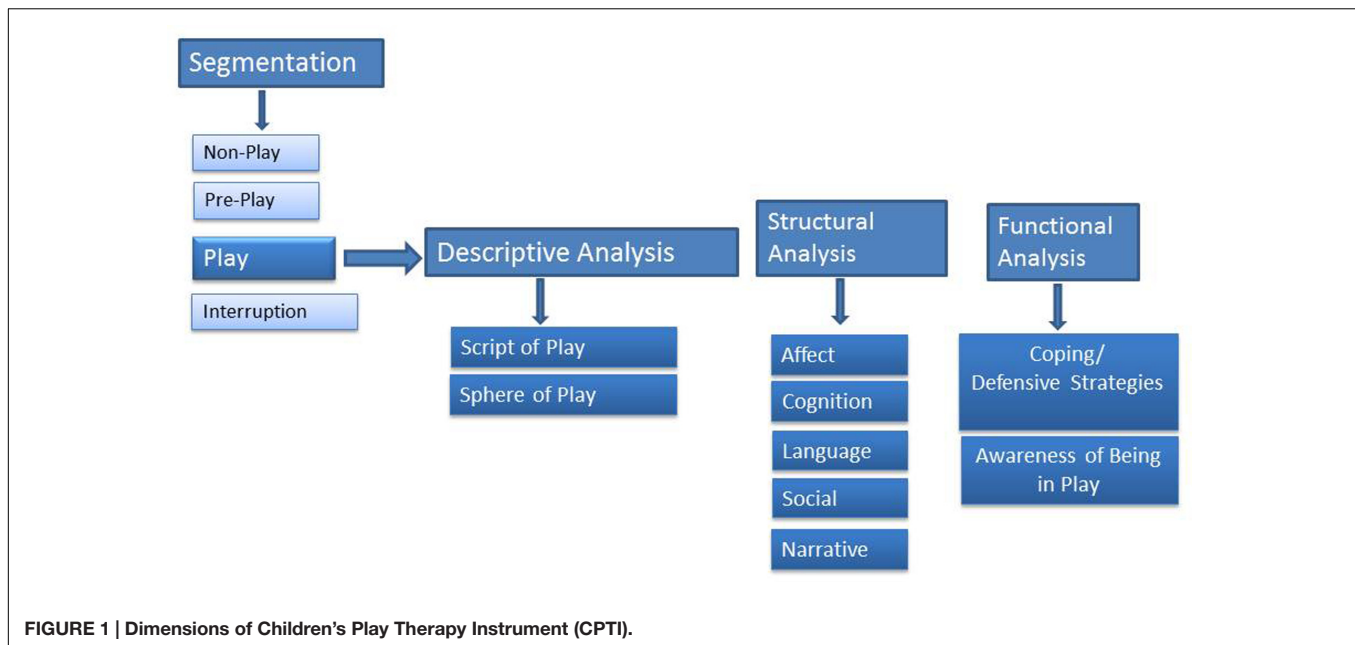 Segmentation
Non-Play
Pre-Play
Play
Interruption
Descriptive Analysis
Script of Play
Sphere of Play
Structural
Analysis
Affect
Cognition
Language
Social
Narrative
Functional
Analysis
Coping/
Defensive Strategies
Awareness of Being
in Play
FIGURE 1 | Dimensions of Children’s Play Therapy Instrument (CPTI).